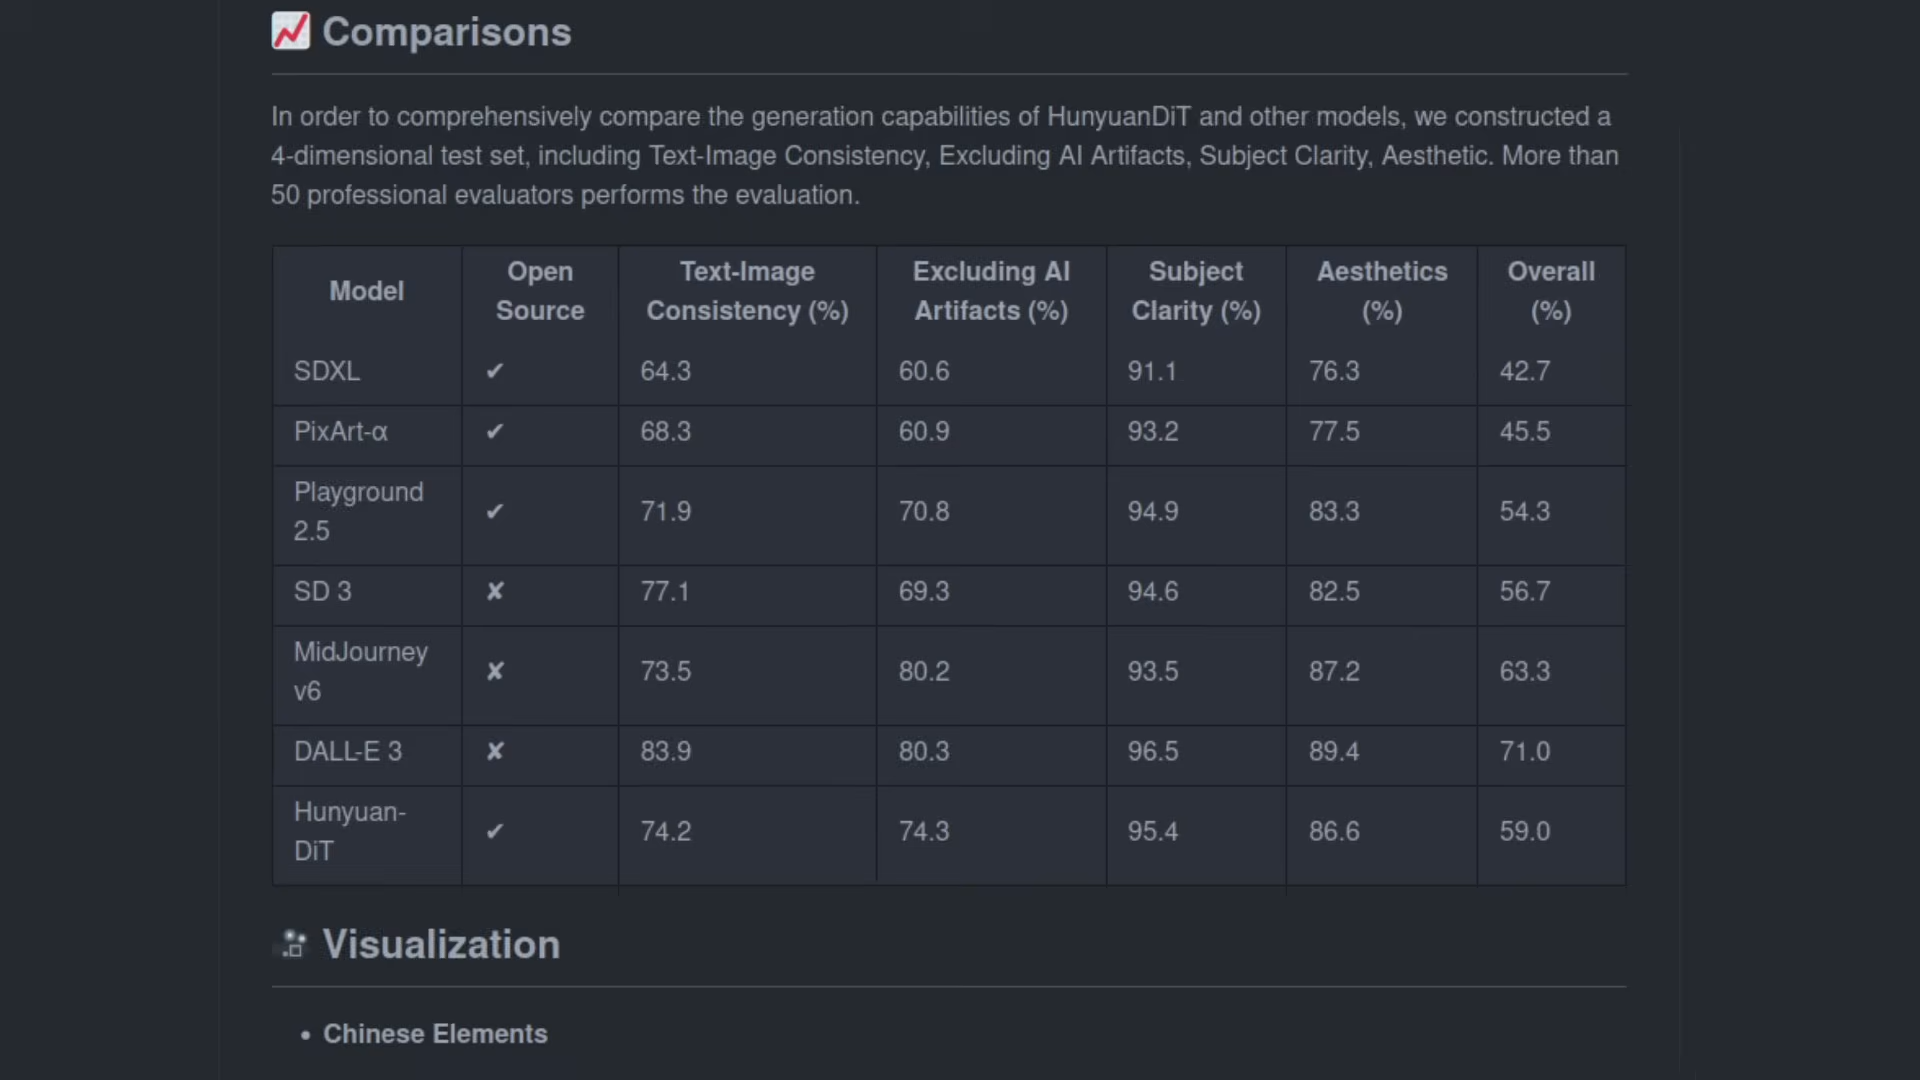 Comparisons
In order to comprehensively compare the generation capabilities of HunyuanDiT and other models, we constructed a
4-dimensional test set, including Text-Image Consistency, Excluding AI Artifacts, Subject Clarity, Aesthetic. More than
50 professional evaluators performs the evaluation.
Model Open Source Text-Image Consistency (%) Excluding AI Artifacts (%) Subject Clarity (%) Aesthetics (%) Overall (%)
SDXL ✔ 64.3 60.6 91.1 76.3 42.7
PixArt-α ✔ 68.3 60.9 93.2 77.5 45.5
Playground 2.5 ✔ 71.9 70.8 94.9 83.3 54.3
SD 3 ✘ 77.1 69.3 94.6 82.5 56.7
MidJourney v6 ✘ 73.5 80.2 93.5 87.2 63.3
DALL-E 3 ✘ 83.9 80.3 96.5 89.4 71.0
Hunyuan-DiT ✔ 74.2 74.3 95.4 86.6 59.0
Visualization
• Chinese Elements